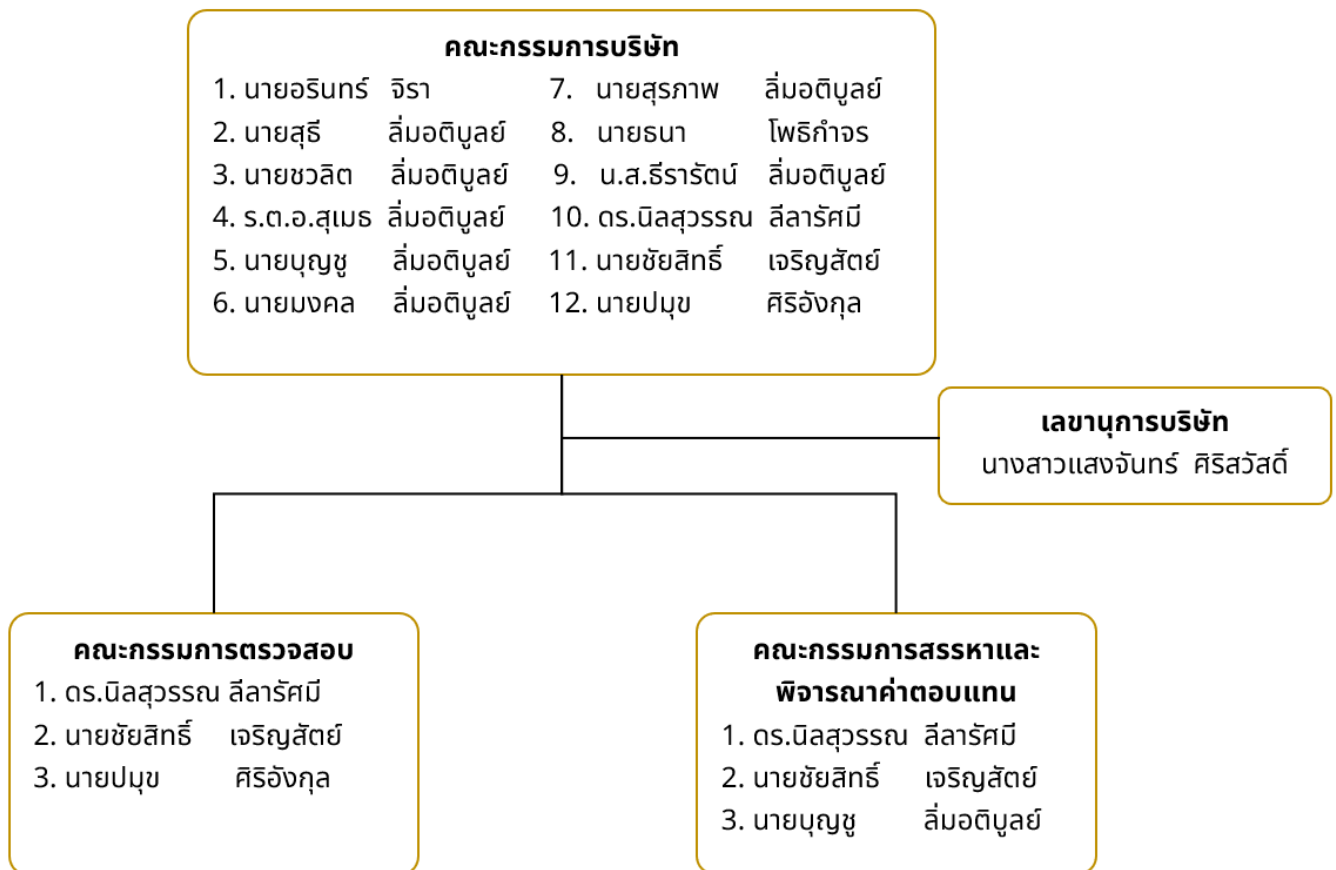 คณะกรรมการบริษัท
1. นายอรินทร์ จิรา 7. นายสุรภาพ ลิ่มอติบูลย์
2. นายสุธี ลิ่มอติบูลย์ 8. นายธนา โพธิกำจร
3. นายชวลิต ลิ่มอติบูลย์ 9. น.ส.ธีรารัตน์ ลิ่มอติบูลย์
4. ร.ต.อ.สุเมธ ลิ่มอติบูลย์ 10. ดร.นิลสุวรรณ ลีลารัศมี
5. นายบุญชู ลิ่มอติบูลย์ 11. นายชัยสิทธิ์ เจริญสัตย์
6. นายมงคล ลิ่มอติบูลย์ 12. นายปมุข ศิริอังกุล
เลขานุการบริษัท
นางสาวแสงจันทร์ ศิริสวัสดิ์
คณะกรรมการตรวจสอบ
1. ดร.นิลสุวรรณ ลีลารัศมี
2. นายชัยสิทธิ์ เจริญสัตย์
3. นายปมุข ศิริอังกุล
คณะกรรมการสรรหาและ
พิจารณาค่าตอบแทน
1. ดร.นิลสุวรรณ ลีลารัศมี
2. นายชัยสิทธิ์ เจริญสัตย์
3. นายบุญชู ลิ่มอติบูลย์